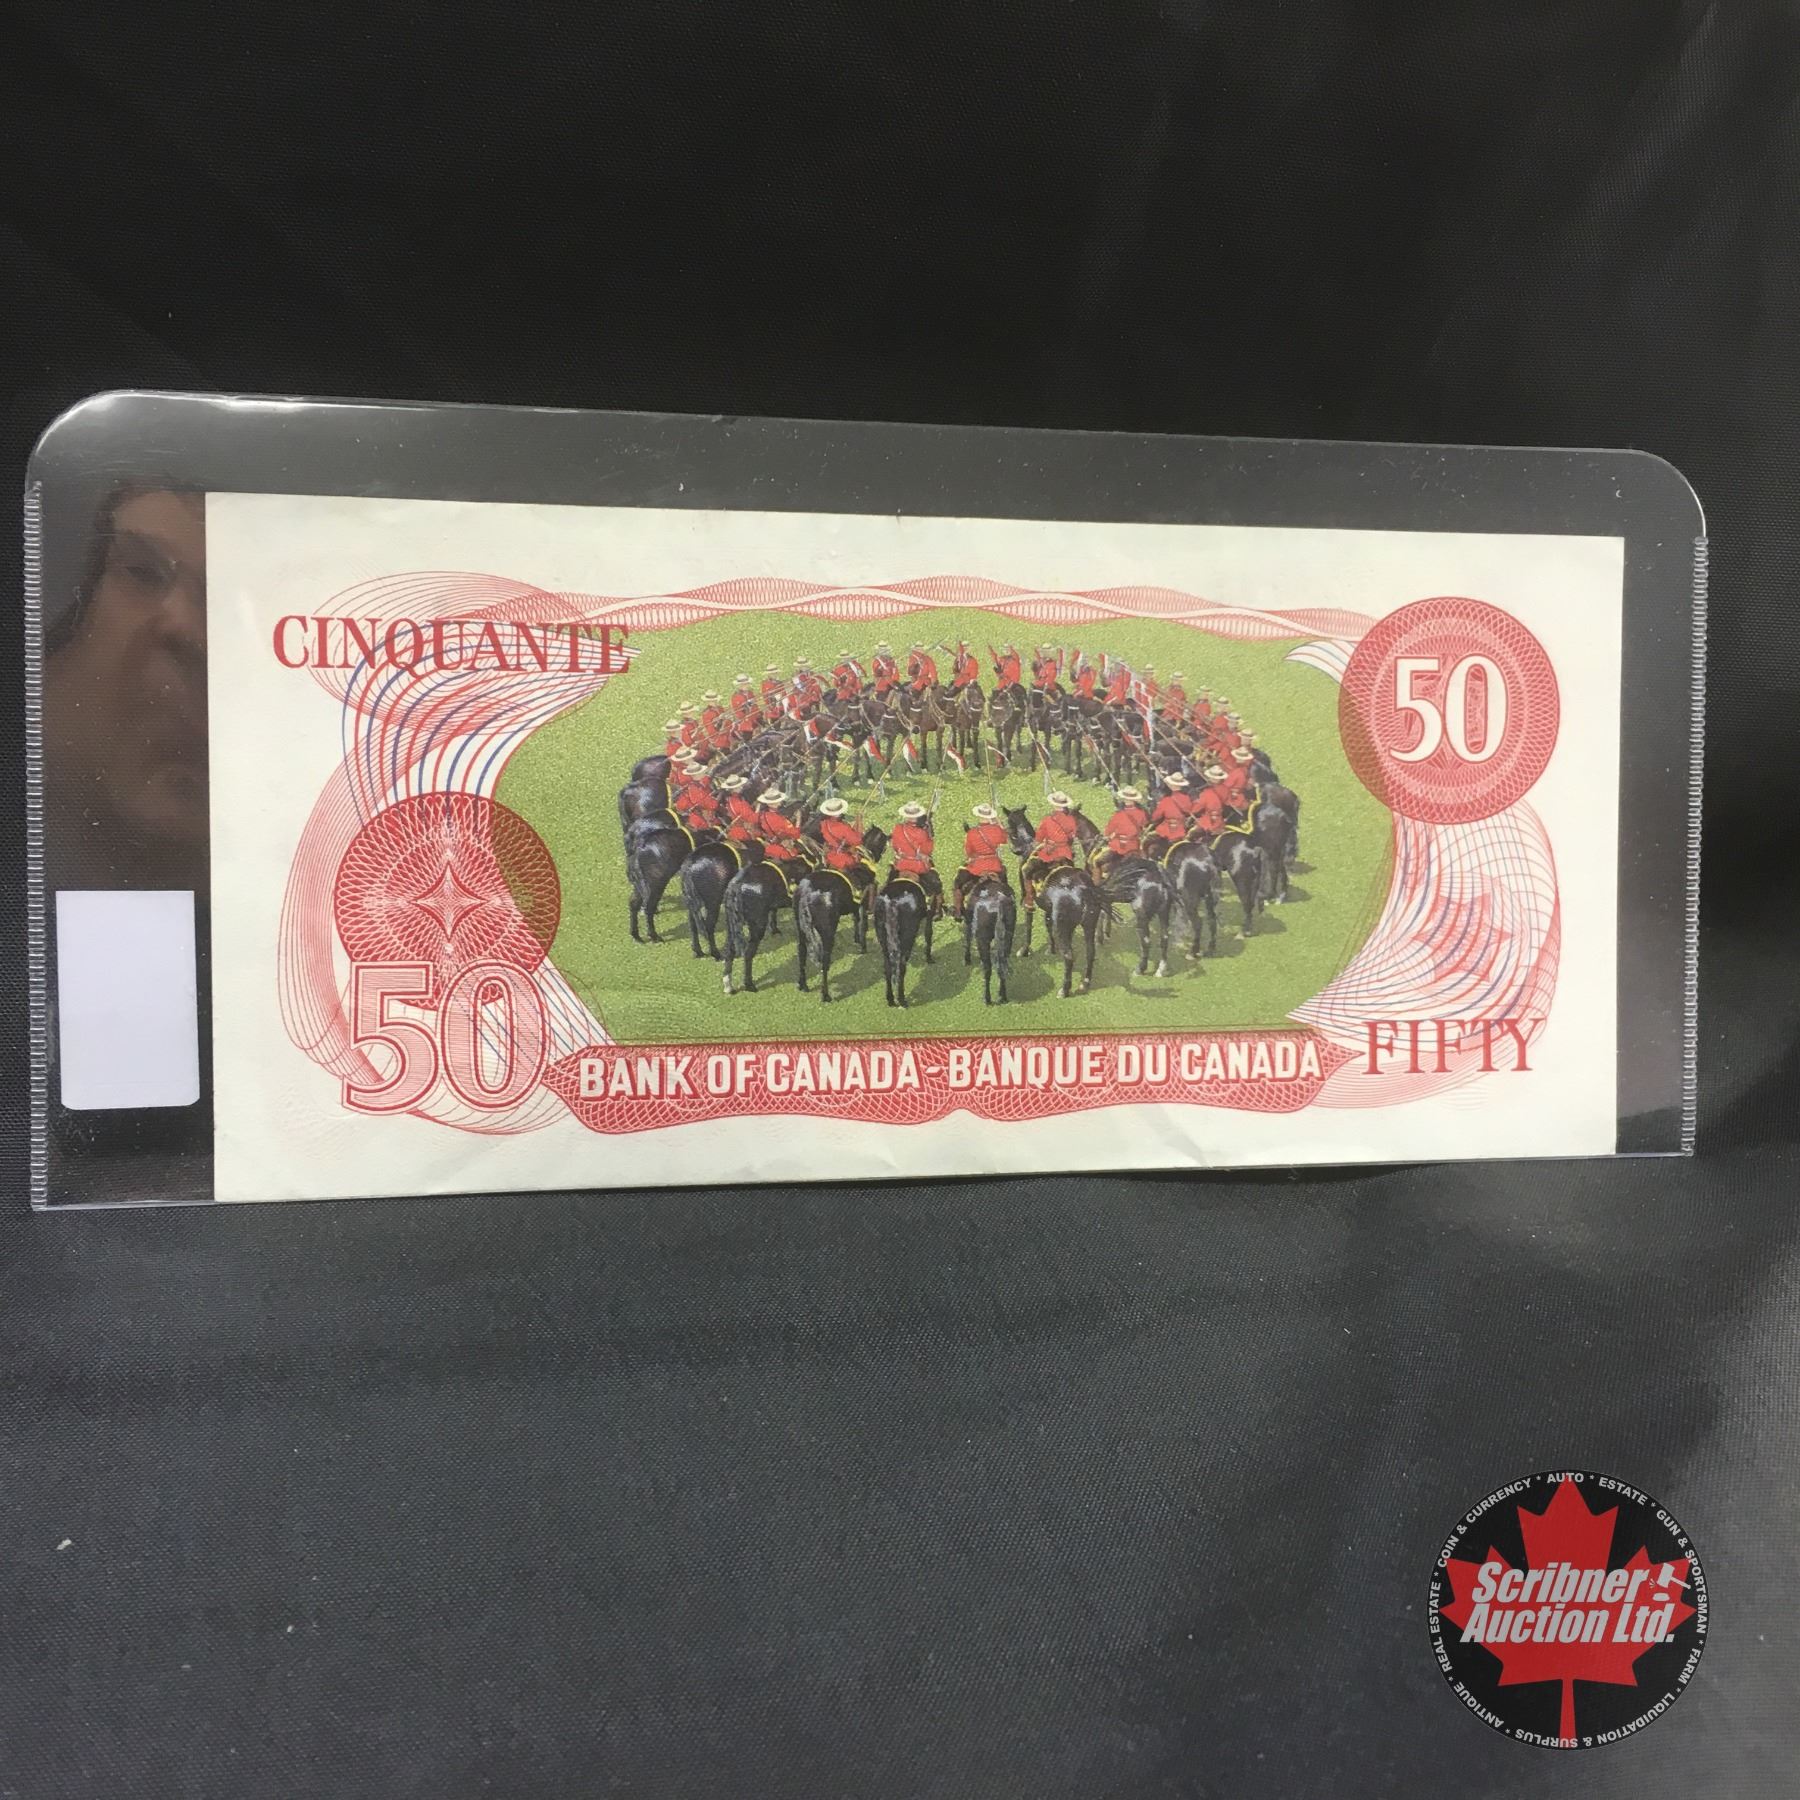 CINQUANTE
50
50
BANK OF CANADA - BANQUE DU CANADA
FIFTY
Scribner
Auction Ltd.
ANTIQUE * REAL ESTATE * COIN & CURRENCY * AUTO * ESTATE * GUN & SPORTSMAN * FARM * LIQUIDATION & SURPLUS *